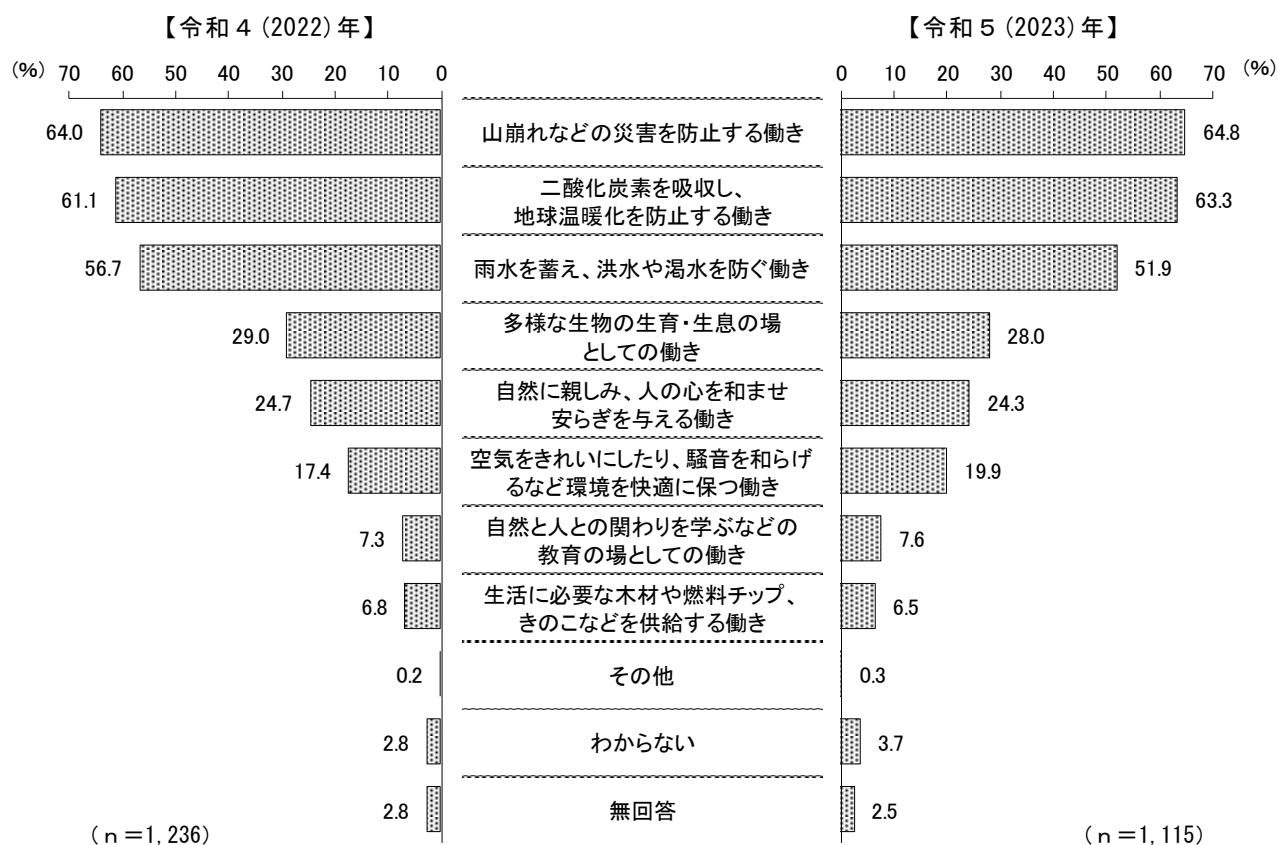 【令和４(2022)年】
【令和５(2023)年】
(%) 70 60 50 40 30 20 10 0
0 10 20 30 40 50 60 70 (%)
64.0 山崩れなどの災害を防止する働き 64.8
二酸化炭素を吸収し、
地球温暖化を防止する働き
61.1 63.3
56.7 雨水を蓄え、洪水や渇水を防ぐ働き 51.9
多様な生物の生育・生息の場
としての働き
29.0 28.0
自然に親しみ、人の心を和ませ
安らぎを与える働き
24.7 24.3
空気をきれいにしたり、騒音を和らげ
るなど環境を快適に保つ働き
17.4 19.9
自然と人との関わりを学ぶなどの
教育の場としての働き
7.3 7.6
生活に必要な木材や燃料チップ、
きのこなどを供給する働き
6.8 6.5
0.2 その他 0.3
2.8 わからない 3.7
2.8 無回答 2.5
(ｎ＝1,236)
(ｎ＝1,115)